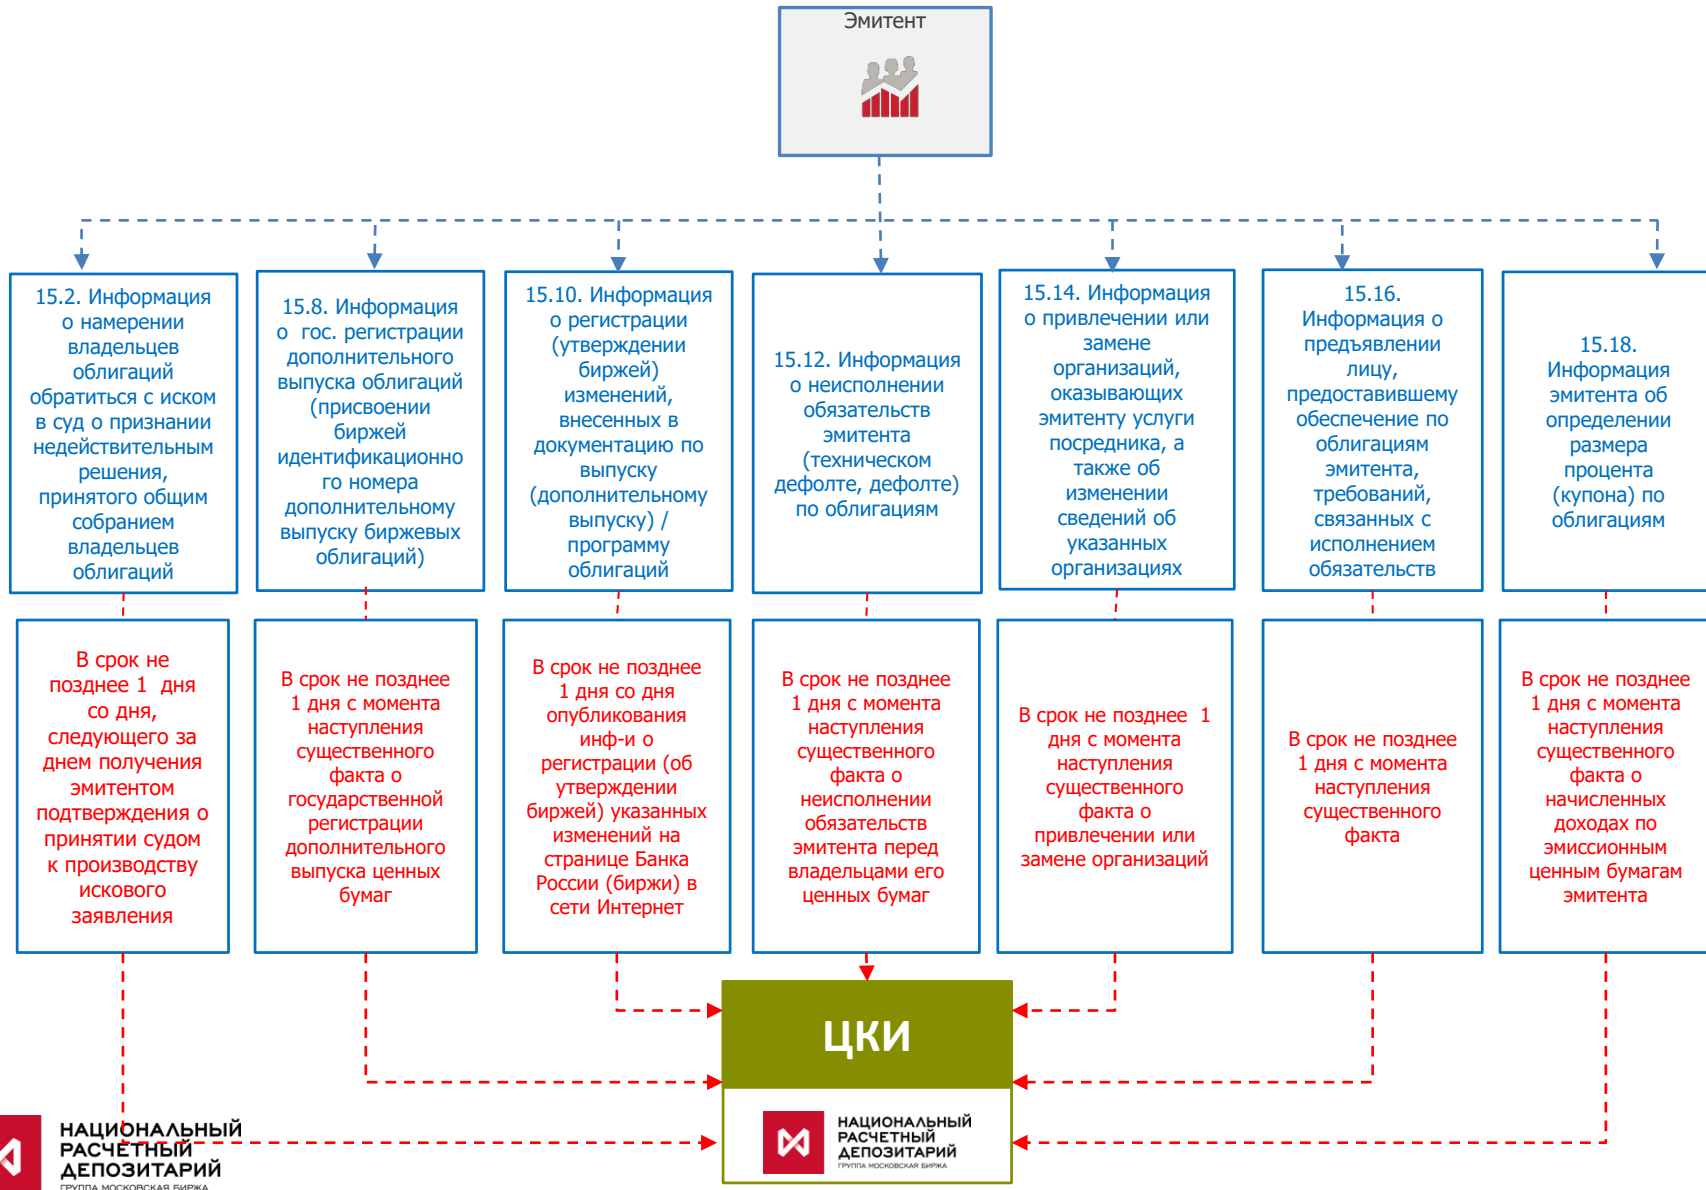 Эмитент
15.2. Информация
о намерении
владельцев
облигаций
обратиться с иском
в суд о признании
недействительным
решения,
принятого общим
собранием
владельцев
облигаций
15.8. Информация
о гос. регистрации
дополнительного
выпуска облигаций
(присвоении
биржей
идентификационно
го номера
дополнительному
выпуску биржевых
облигаций)
15.10. Информация
о регистрации
(утверждении
биржей)
изменений,
внесенных в
документацию по
выпуску
(дополнительному
выпуску) /
программу
облигаций
15.12. Информация
о неисполнении
обязательств
эмитента
(техническом
дефолте, дефолте)
по облигациям
15.14. Информация
о привлечении или
замене
организаций,
оказывающих
эмитенту услуги
посредника, а
также об
изменении
сведений об
указанных
организациях
15.16.
Информация о
предъявлении
лицу,
предоставившему
обеспечение по
облигациям
эмитента,
требований,
связанных с
исполнением
обязательств
15.18.
Информация
эмитента об
определении
размера
процента
(купона) по
облигациям
В срок не
позднее 1 дня
со дня,
следующего за
днем получения
эмитентом
подтверждения о
принятии судом
к производству
искового
заявления
В срок не позднее
1 дня с момента
наступления
существенного
факта о
государственной
регистрации
дополнительного
выпуска ценных
бумаг
В срок не позднее
1 дня со дня
опубликования
инф-и о
регистрации (об
утверждении
биржей) указанных
изменений на
странице Банка
России (биржи) в
сети Интернет
В срок не позднее
1 дня с момента
наступления
существенного
факта о
неисполнении
обязательств
эмитента перед
владельцами его
ценных бумаг
В срок не позднее 1
дня с момента
наступления
существенного
факта о
привлечении или
замене организаций
В срок не позднее
1 дня с момента
наступления
существенного
факта
В срок не позднее
1 дня с момента
наступления
существенного
факта о
начисленных
доходах по
эмиссионным
ценным бумагам
эмитента
ЦКИ
НАЦИОНАЛЬНЫЙ
РАСЧЕТНЫЙ
ДЕПОЗИТАРИЙ
ГРУППА МОСКОВСКАЯ БИРЖА
НАЦИОНАЛЬНЫЙ
РАСЧЕТНЫЙ
ДЕПОЗИТАРИЙ
ГРУППА МОСКОВСКАЯ БИРЖА